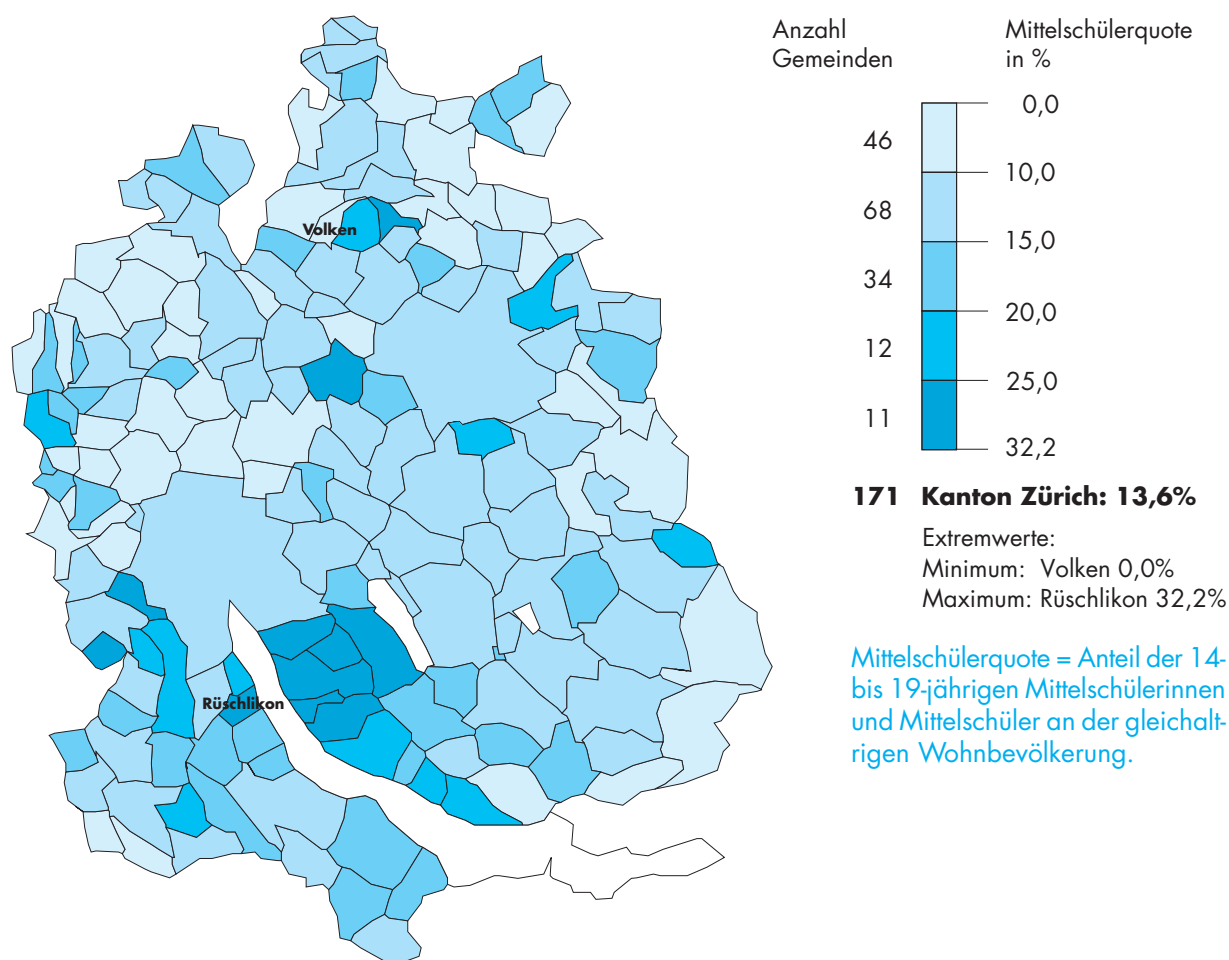 Anzahl
Gemeinden
Mittelschülerquote
in %
0,0
46
10,0
68
15,0
34
20,0
12
25,0
11
32,2
171 Kanton Zürich: 13,6%
Extremwerte:
Minimum: Volken 0,0%
Maximum: Rüschlikon 32,2%
Mittelschülerquote = Anteil der 14-
bis 19-jährigen Mittelschülerinnen
und Mittelschüler an der gleichalt-
rigen Wohnbevölkerung.
Volken
Rüschlikon